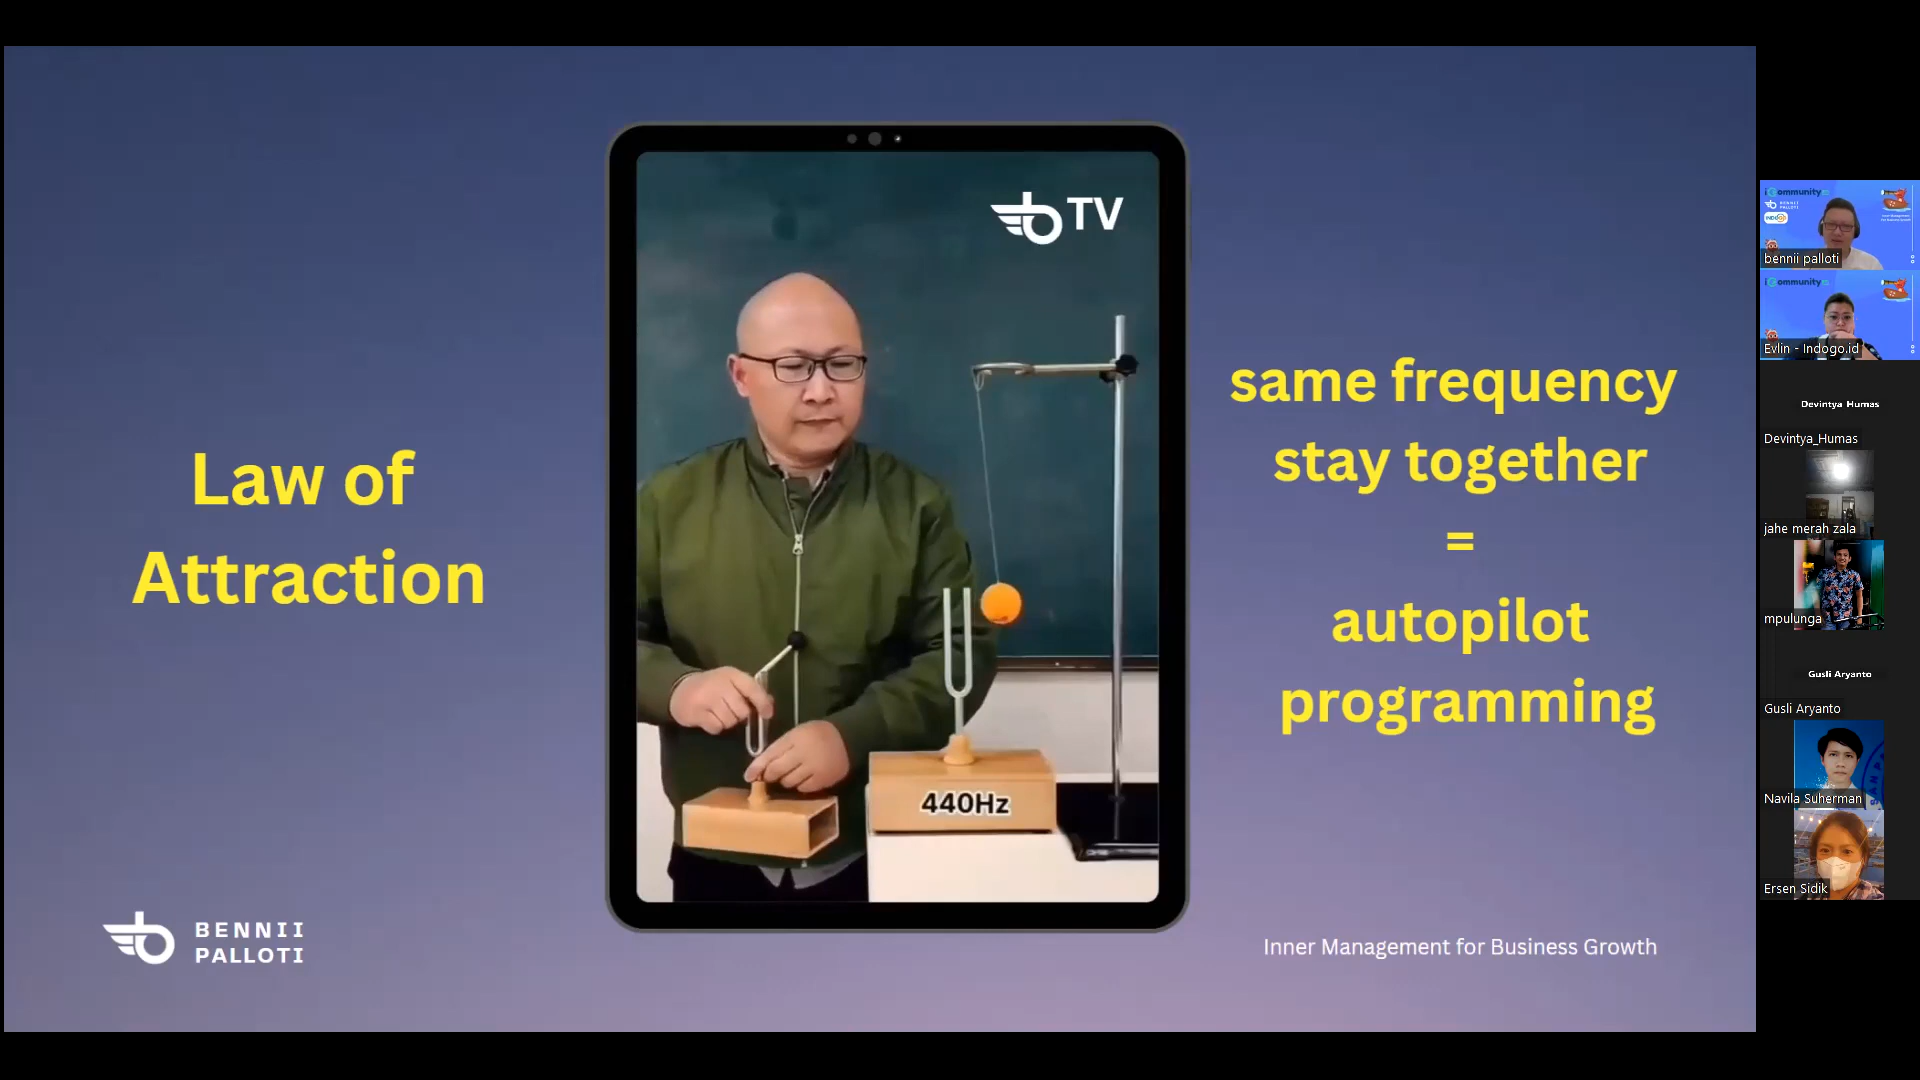 Law of
Attraction
TV
440Hz
same frequency
stay together
=
autopilot
programming
BENNII
PALLOTI
Inner Management for Business Growth
bennii palloti
Evlin - Indogo.id
Devintya Humas
Devintya_Humas
jahe merah zala
mpulunga
Gusli Aryanto
Gusli Aryanto
Navila Suherman
Ersen Sidik